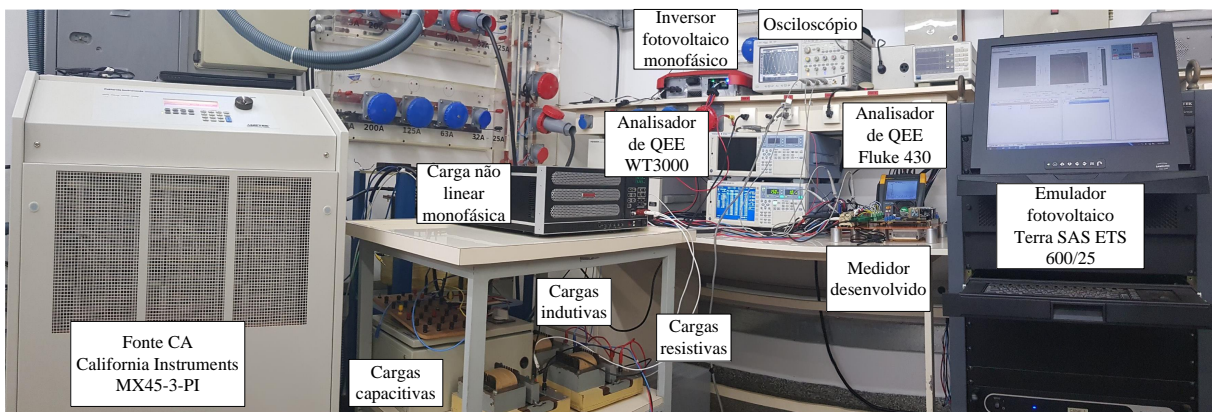 Inversor
fotovoltaico
monofásico
Osciloscópio
Analisador
de QEE
WT3000
Analisador
de QEE
Fluke 430
Carga não
linear
monofásica
200A
125A
63A
32A
25A
Emulador
fotovoltaico
Terra SAS ETS
600/25
Medidor
desenvolvido
Cargas
indutivas
Cargas
resistivas
Fonte CA
California Instruments
MX45-3-PI
Cargas
capacitivas